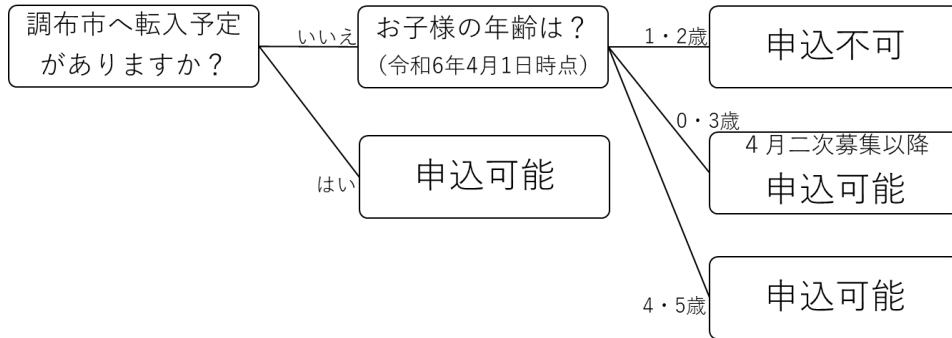 調布市へ転入予定
がありますか？
いいえ
お子様の年齢は？
（令和6年4月1日時点）
1・2歳
申込不可
0・3歳
４月二次募集以降
申込可能
はい
申込可能
4・5歳
申込可能